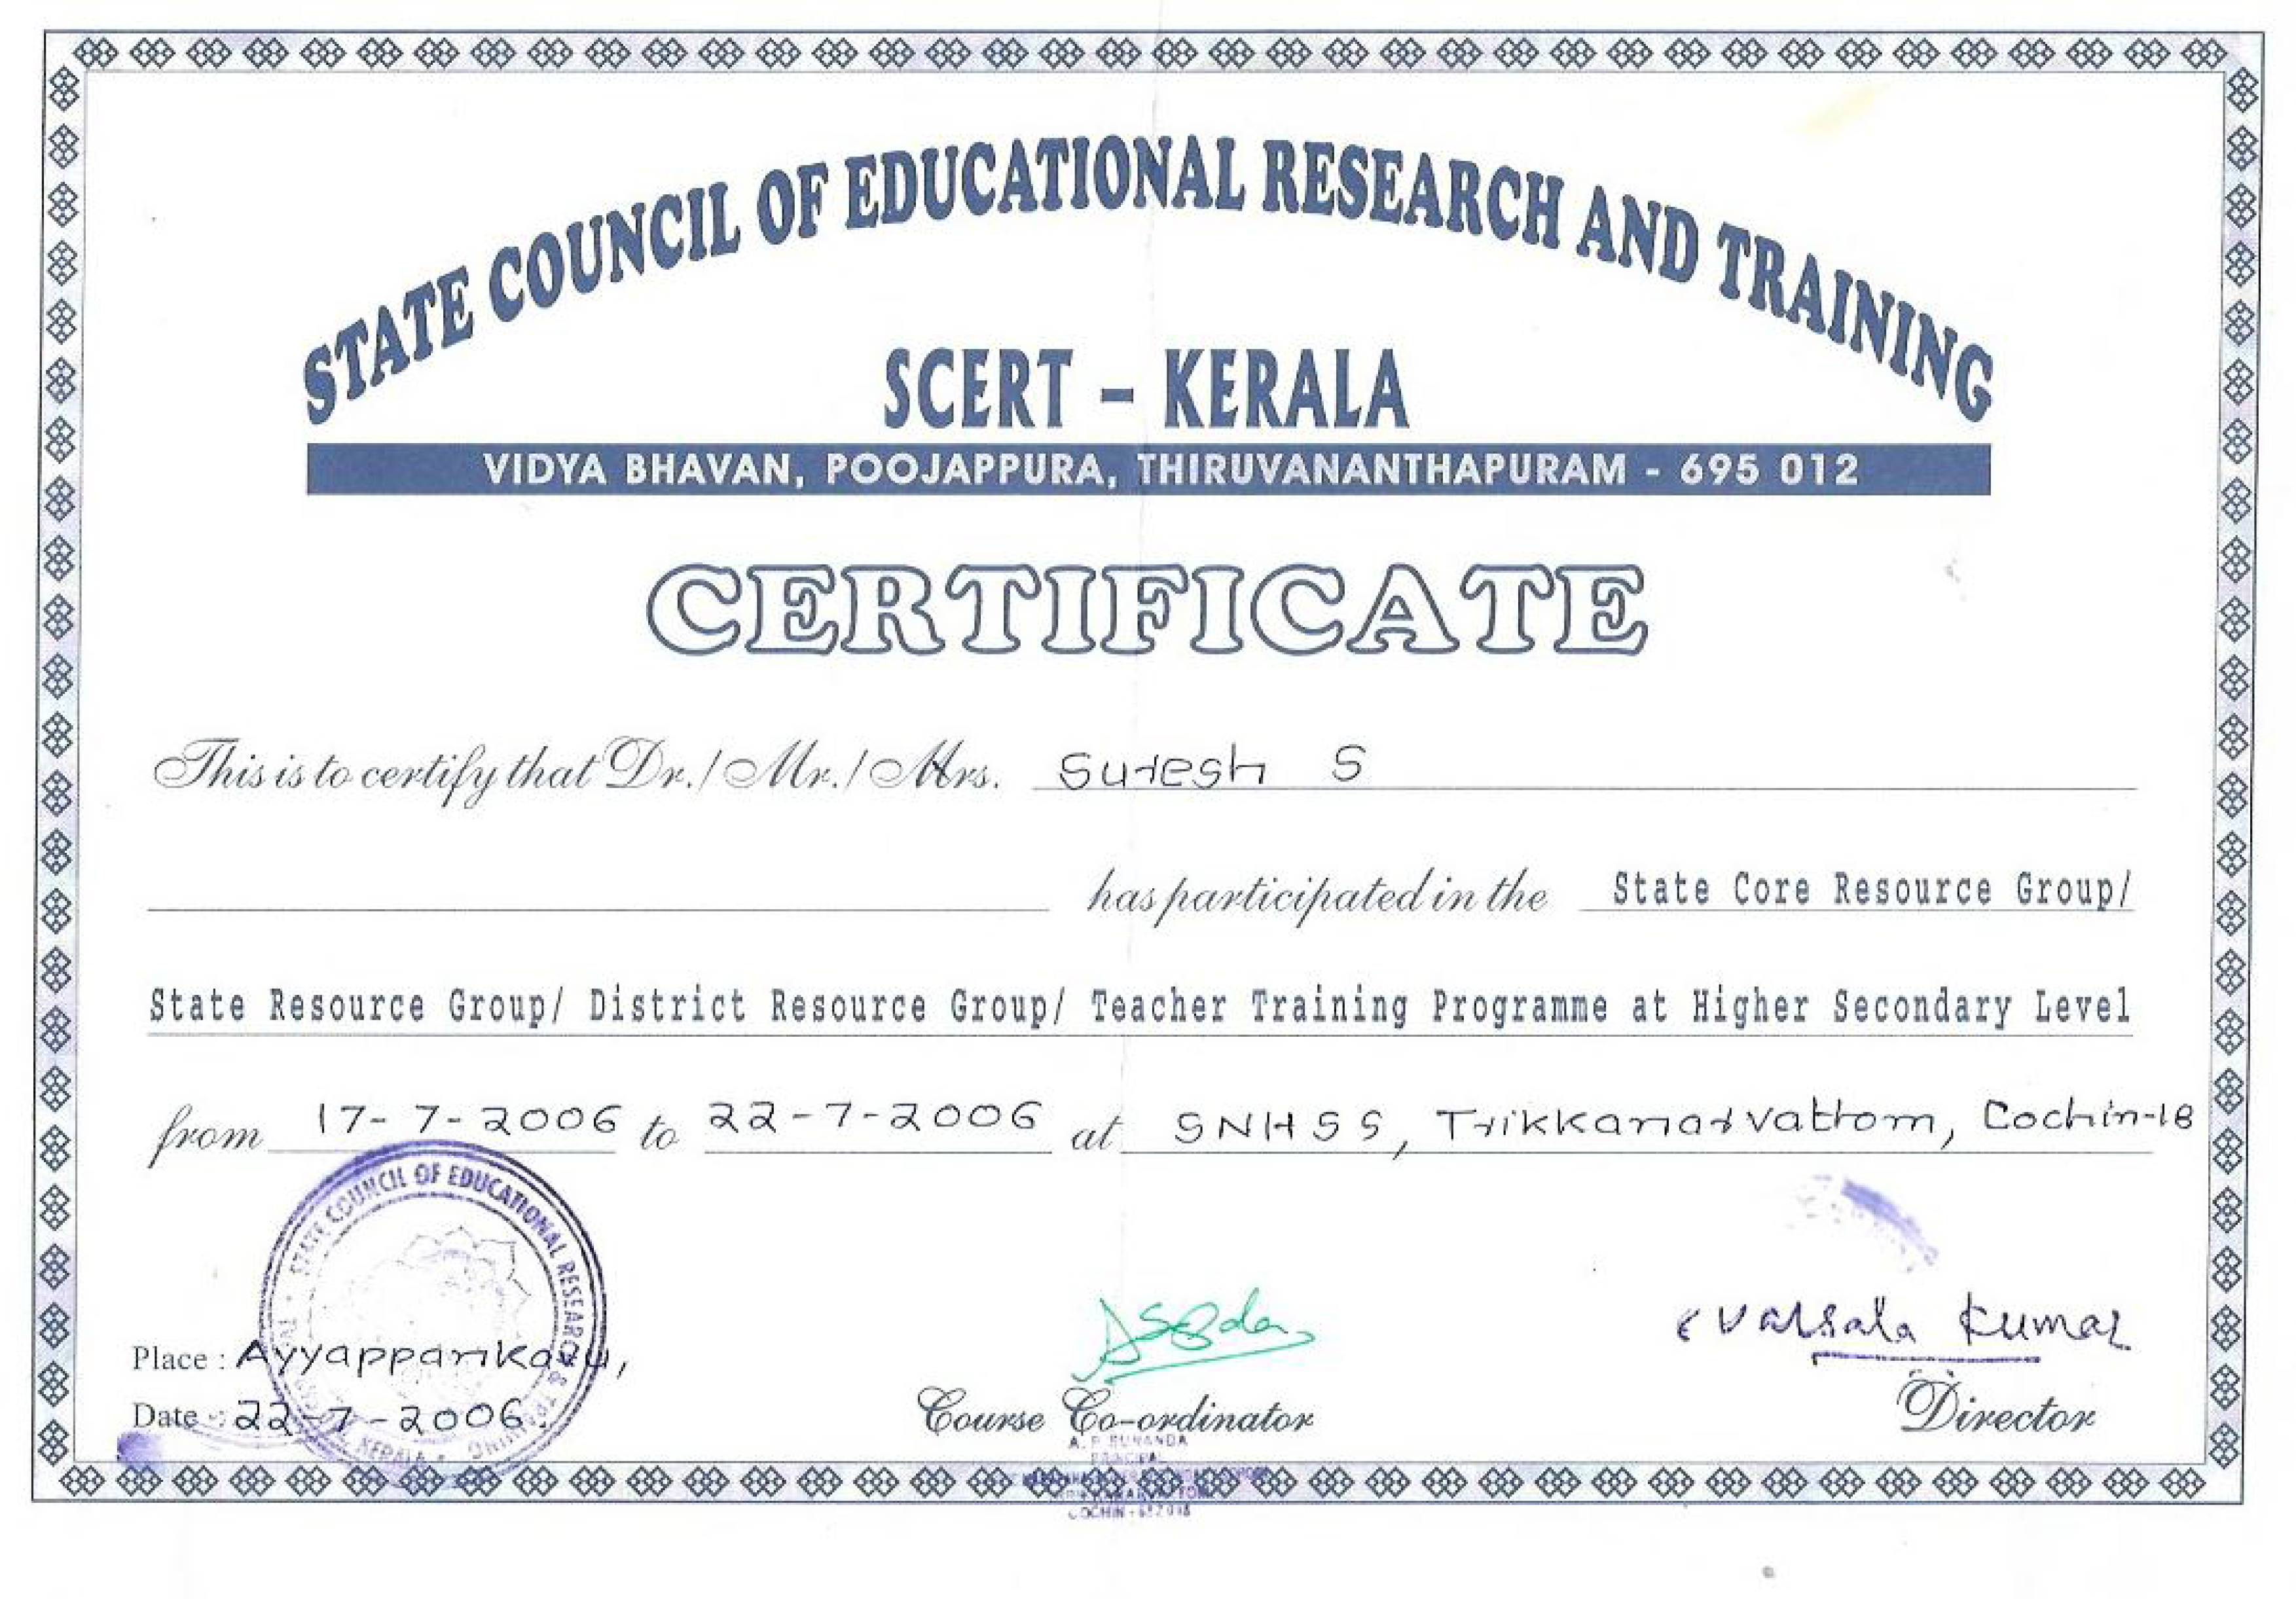 STATE COUNCIL OF EDUCATIONAL RESEARCH AND TRAINING
SCERT – KERALA
VIDYA BHAVAN, POOJAPPURA, THIRUVANANTHAPURAM - 695 012
CERTIFICATE
This is to certify that Dr./Mr./Mrs. Suresh S
has participated in the State Core Resource Group/
State Resource Group/ District Resource Group/ Teacher Training Programme at Higher Secondary Level
from 17-7-2006 to 22-7-2006 at SNHSS, Trikkanarvattom, Cochin-18
STATE COUNCIL OF EDUCATIONAL RESEARCH & TRAINING
KERALA
Valsala Kumar
Place : Ayyappankavu,
Date : 22-7-2006
Course Co-ordinator
Director
A. P SUNANDA
PRINCIPAL
COCHIN - 682 018